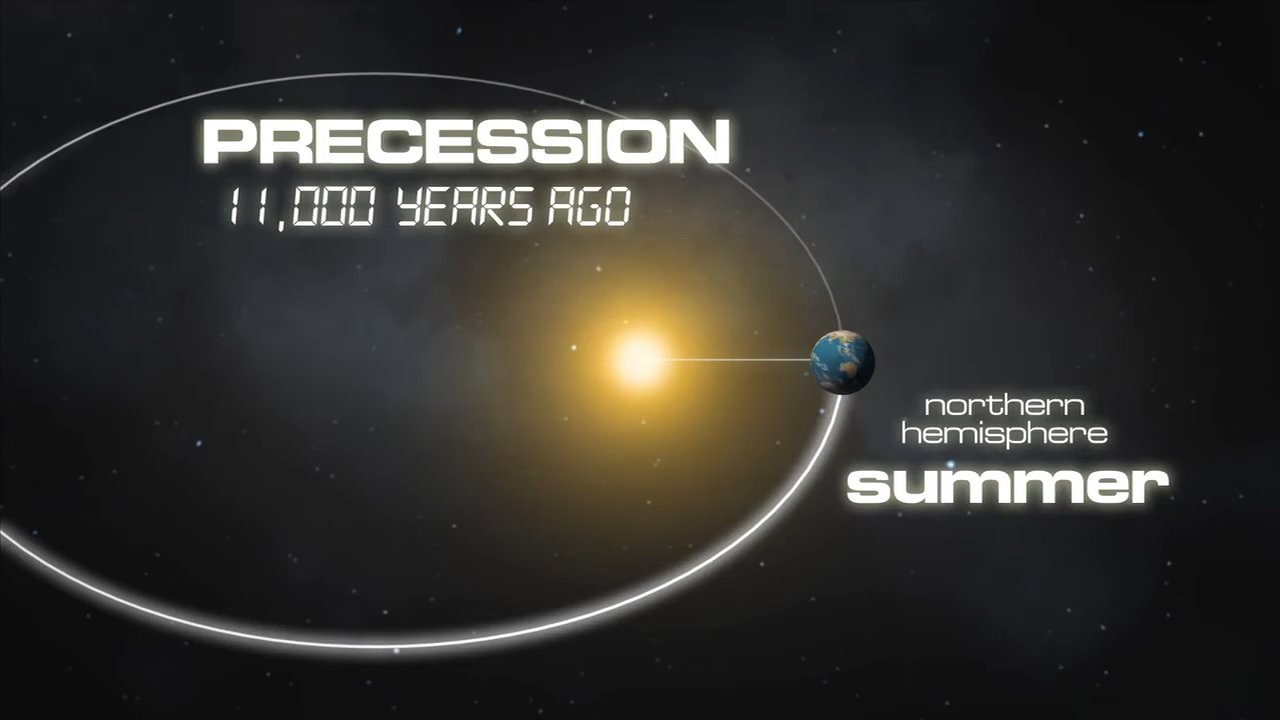 PRECESSION
11,000 YEARS AGO
northern
hemisphere
summer